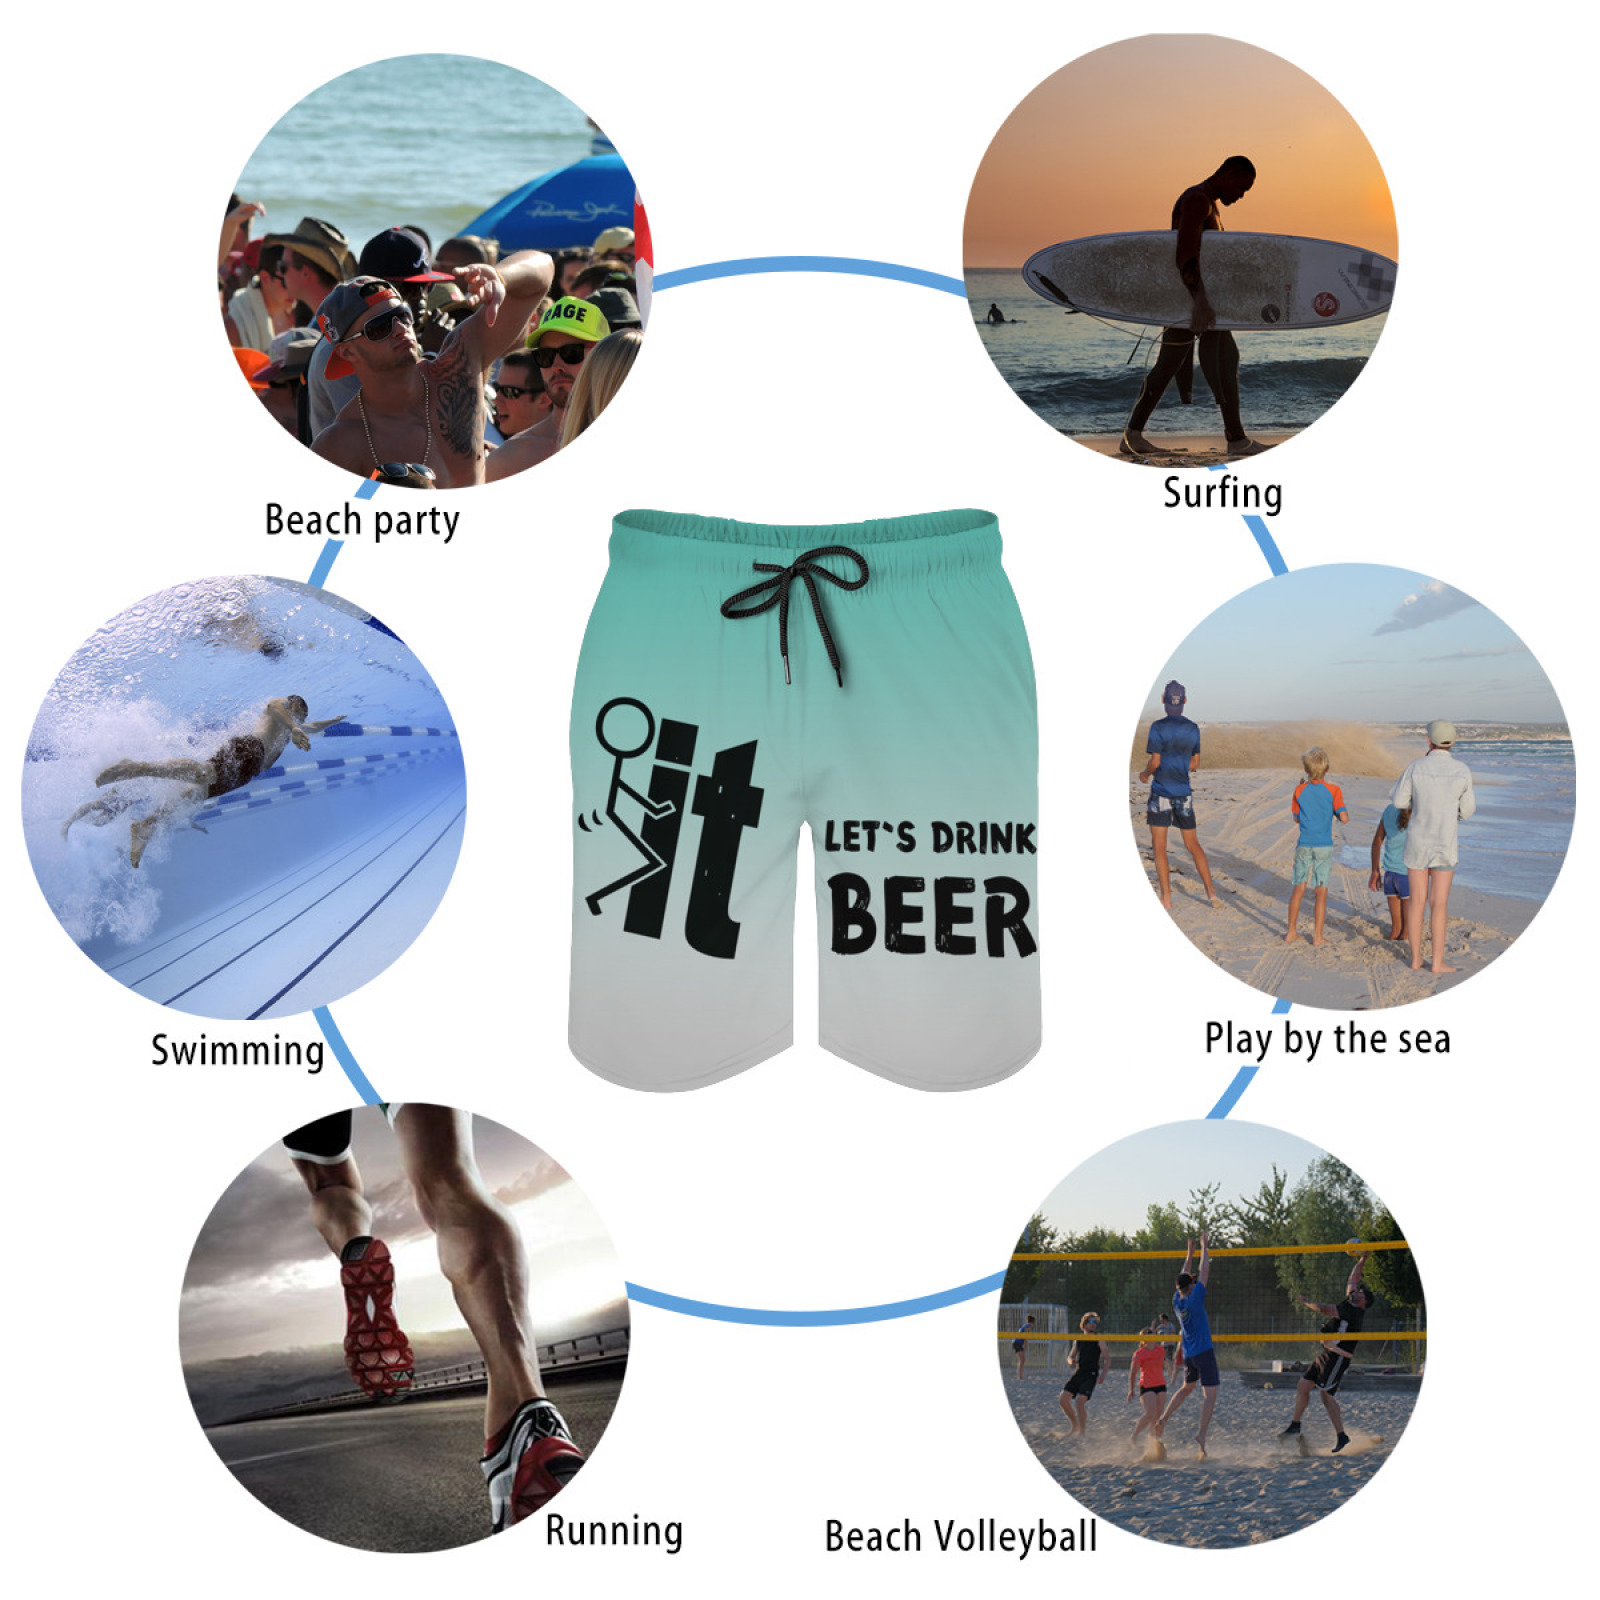 RAGE
Beach party
Surfing
it
LET`S DRINK
BEER
Swimming
Play by the sea
Running
Beach Volleyball